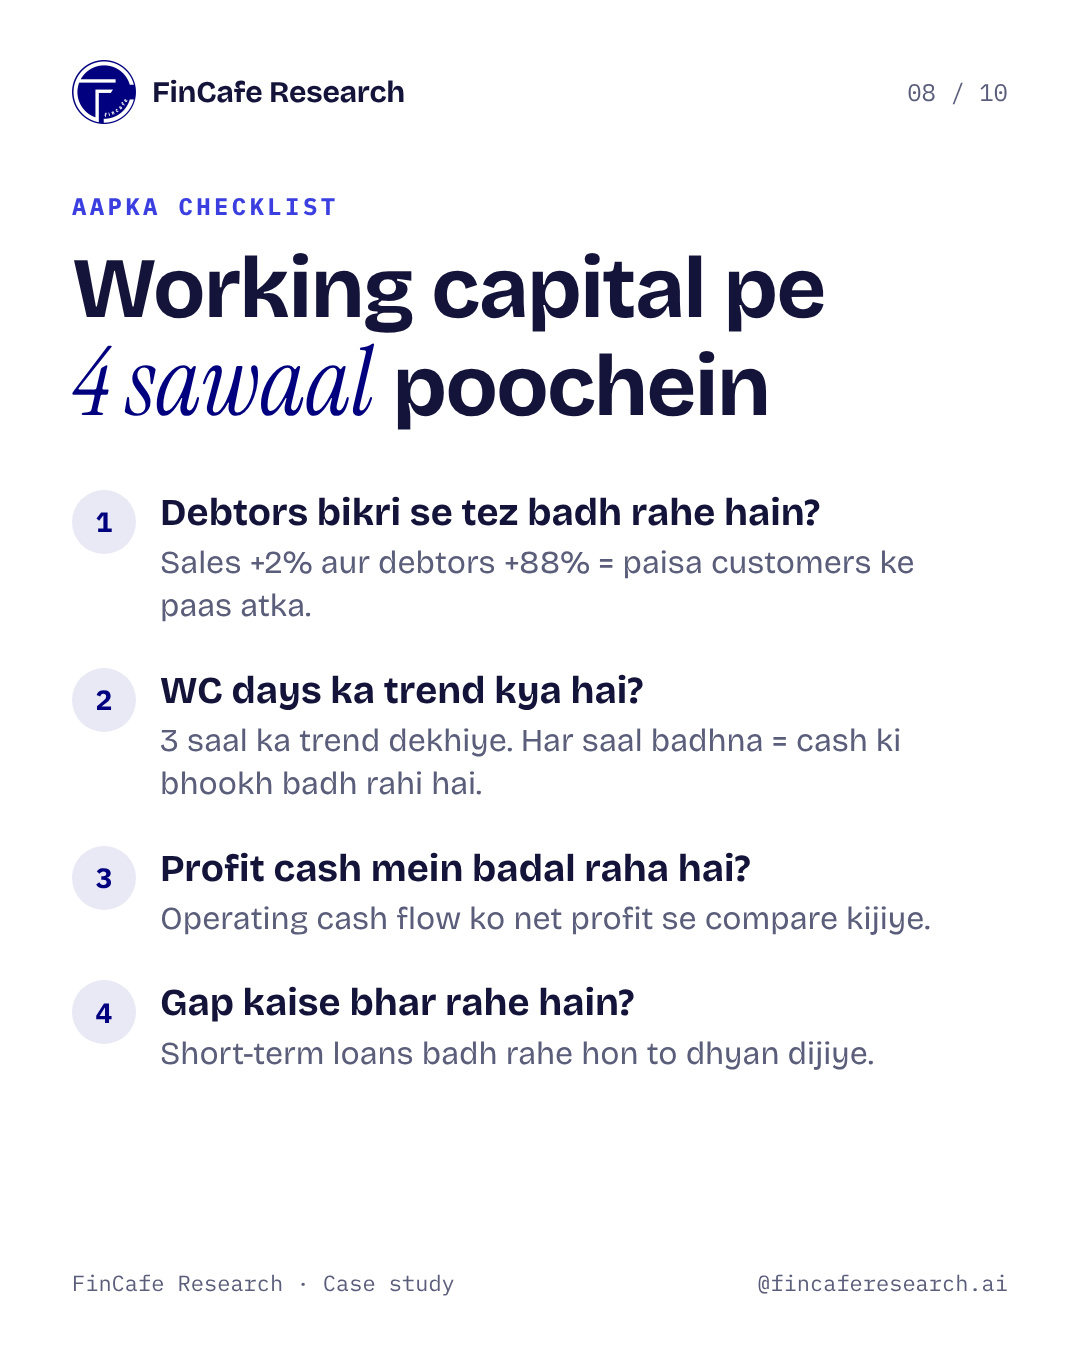 FinCafe Research
08 / 10
AAPKA CHECKLIST
Working capital pe
4 sawaal poochein
1
Debtors bikri se tez badh rahe hain?
Sales +2% aur debtors +88% = paisa customers ke
paas atka.
2
WC days ka trend kya hai?
3 saal ka trend dekhiye. Har saal badhna = cash ki
bhookh badh rahi hai.
3
Profit cash mein badal raha hai?
Operating cash flow ko net profit se compare kijiye.
4
Gap kaise bhar rahe hain?
Short-term loans badh rahe hon to dhyan dijiye.
FinCafe Research · Case study
@fincaferesearch.ai